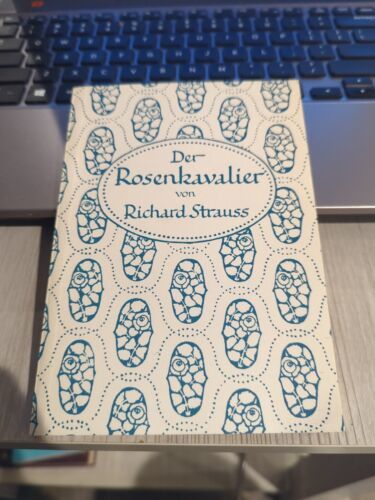 Der
Rosenkavalier
von
Richard Strauss